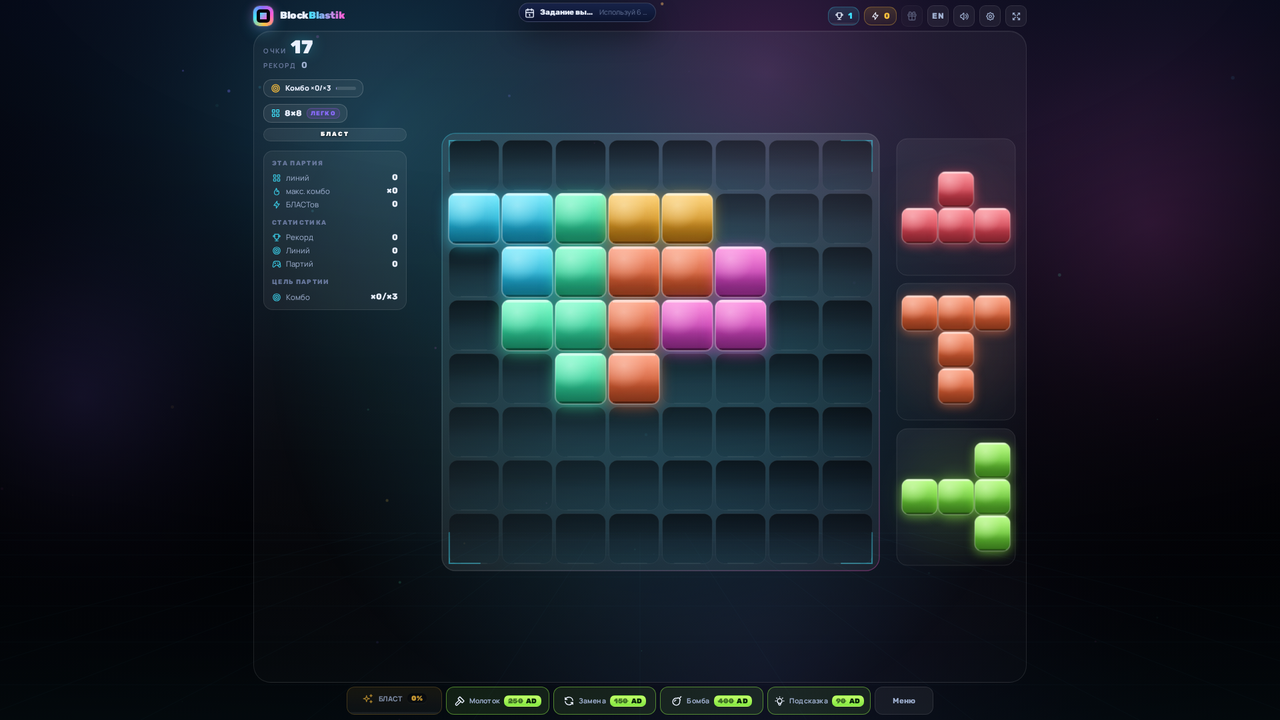 BlockBlastik
Задание вы... Используй б...
1 0 EN
ОЧКИ 17
РЕКОРД 0
Комбо ×0/×3
8×8 ЛЕГКО
БЛАСТ
ЭТА ПАРТИЯ
линий 0
макс. комбо ×0
БЛАСТов 0
СТАТИСТИКА
Рекорд 0
Линий 0
Партий 0
ЦЕЛЬ ПАРТИИ
Комбо ×0/×3
БЛАСТ 0% Молоток 250 AD Замена 150 AD Бомба 400 AD Подсказка 90 AD Меню